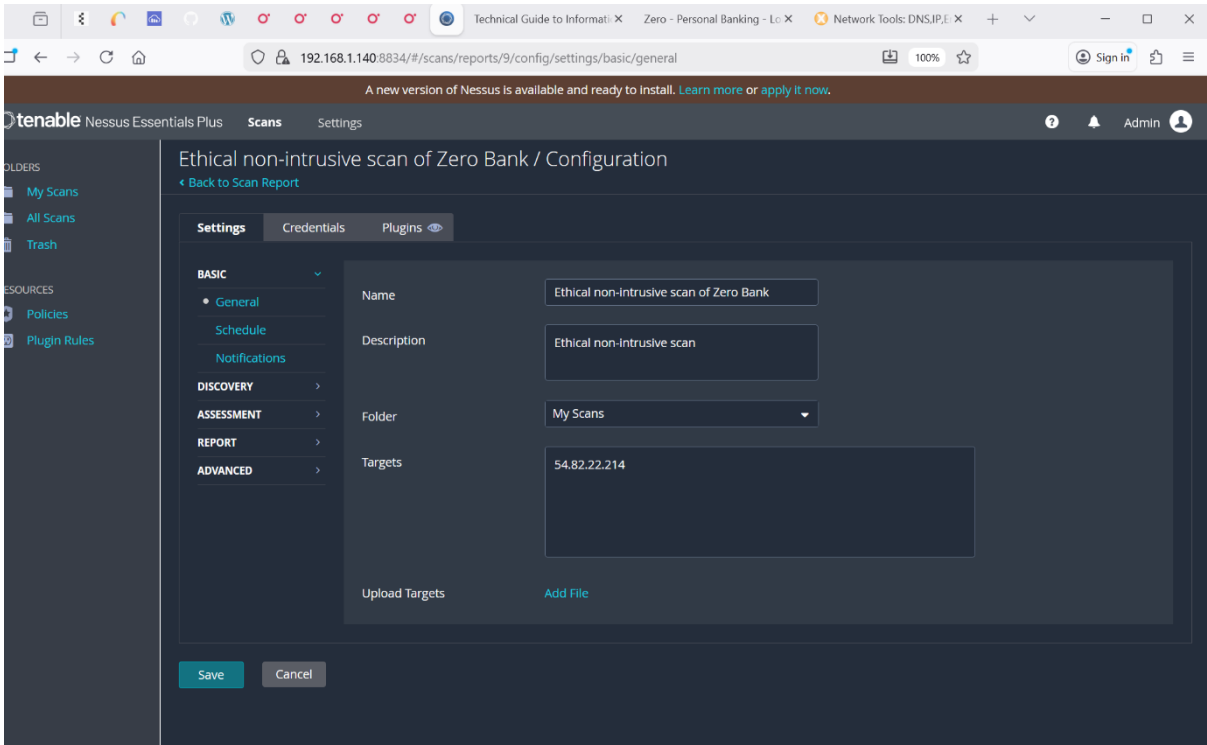 Technical Guide to Informati Zero - Personal Banking - Lo Network Tools: DNS,IP,E
192.168.1.140:8834/#/scans/reports/9/config/settings/basic/general 100% Sign in
A new version of Nessus is available and ready to install. Learn more or apply it now.
tenable Nessus Essentials Plus Scans Settings Admin
OLDERS
My Scans
All Scans
Trash
ESOURCES
Policies
Plugin Rules
Ethical non-intrusive scan of Zero Bank / Configuration
Back to Scan Report
Settings Credentials Plugins
BASIC
General
Schedule
Notifications
DISCOVERY
ASSESSMENT
REPORT
ADVANCED
Name Ethical non-intrusive scan of Zero Bank
Description Ethical non-intrusive scan
Folder My Scans
Targets 54.82.22.214
Upload Targets Add File
Save Cancel